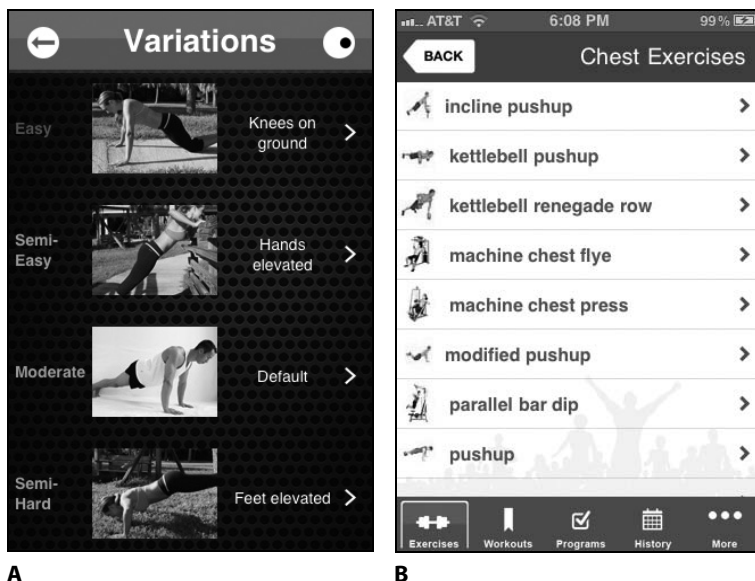 Variations
Easy
Knees on
ground
Semi-
Easy
Hands
elevated
Moderate
Default
Semi-
Hard
Feet elevated
A
AT&T 6:08 PM 99%
BACK
Chest Exercises
incline pushup
kettlebell pushup
kettlebell renegade row
machine chest flye
machine chest press
modified pushup
parallel bar dip
pushup
Exercises Workouts Programs History More
B